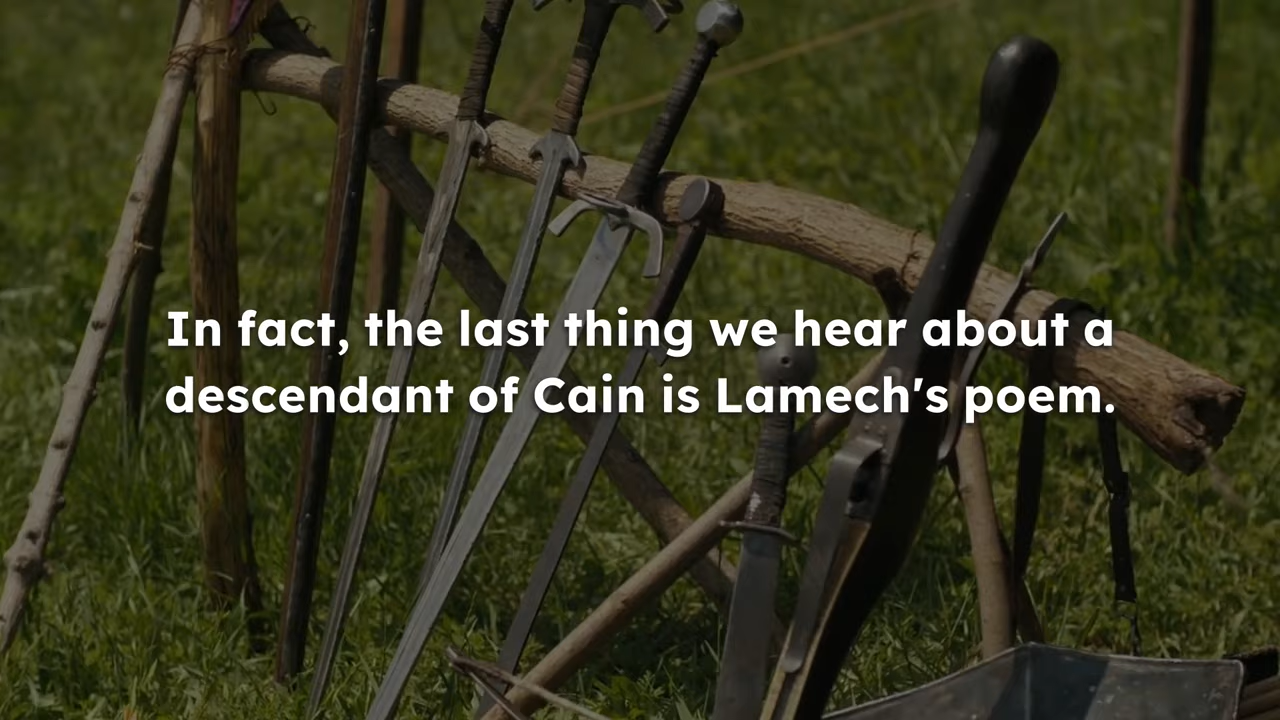 In fact, the last thing we hear about a
descendant of Cain is Lamech's poem.